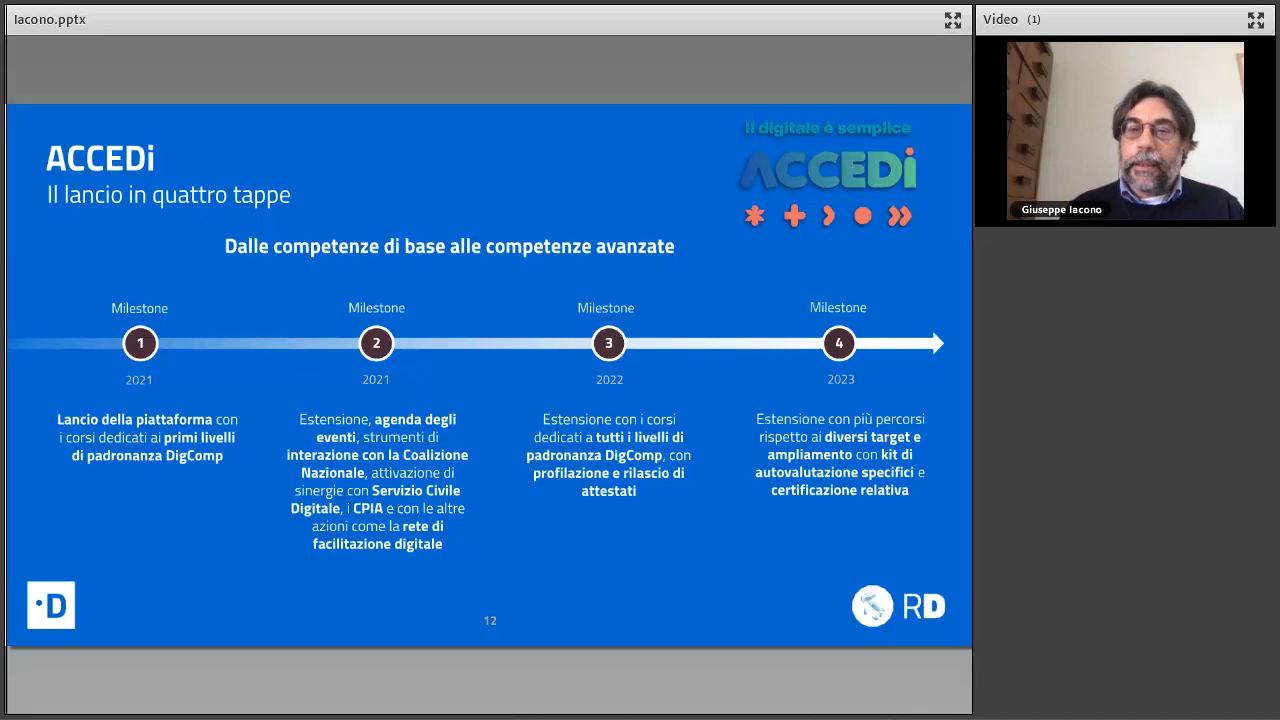 Iacono.pptx
Video (1)
Giuseppe Iacono
il digitale è semplice
ACCEDi
ACCEDi
Il lancio in quattro tappe
Dalle competenze di base alle competenze avanzate
Milestone
1
2021
Lancio della piattaforma con
i corsi dedicati ai primi livelli
di padronanza DigComp
Milestone
2
2021
Estensione, agenda degli
eventi, strumenti di
interazione con la Coalizione
Nazionale, attivazione di
sinergie con Servizio Civile
Digitale, i CPIA e con le altre
azioni come la rete di
facilitazione digitale
Milestone
3
2022
Estensione con i corsi
dedicati a tutti i livelli di
padronanza DigComp, con
profilazione e rilascio di
attestati
Milestone
4
2023
Estensione con più percorsi
rispetto ai diversi target e
ampliamento con kit di
autovalutazione specifici e
certificazione relativa
D
12
RD